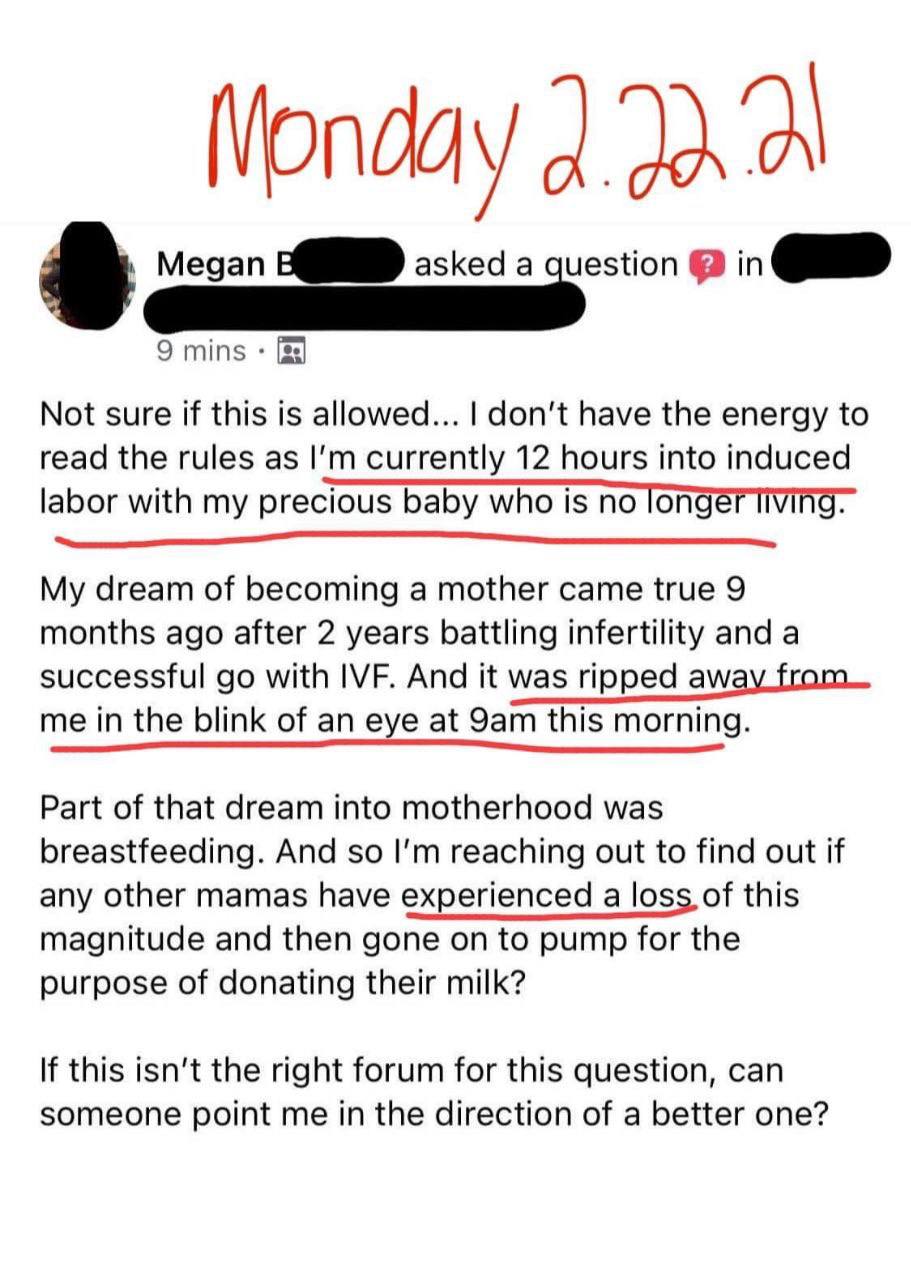 Monday 2.22.21
Megan B asked a question in
9 mins ·
Not sure if this is allowed... I don't have the energy to
read the rules as I'm currently 12 hours into induced
labor with my precious baby who is no longer living.
My dream of becoming a mother came true 9
months ago after 2 years battling infertility and a
successful go with IVF. And it was ripped away from
me in the blink of an eye at 9am this morning.
Part of that dream into motherhood was
breastfeeding. And so I'm reaching out to find out if
any other mamas have experienced a loss of this
magnitude and then gone on to pump for the
purpose of donating their milk?
If this isn't the right forum for this question, can
someone point me in the direction of a better one?